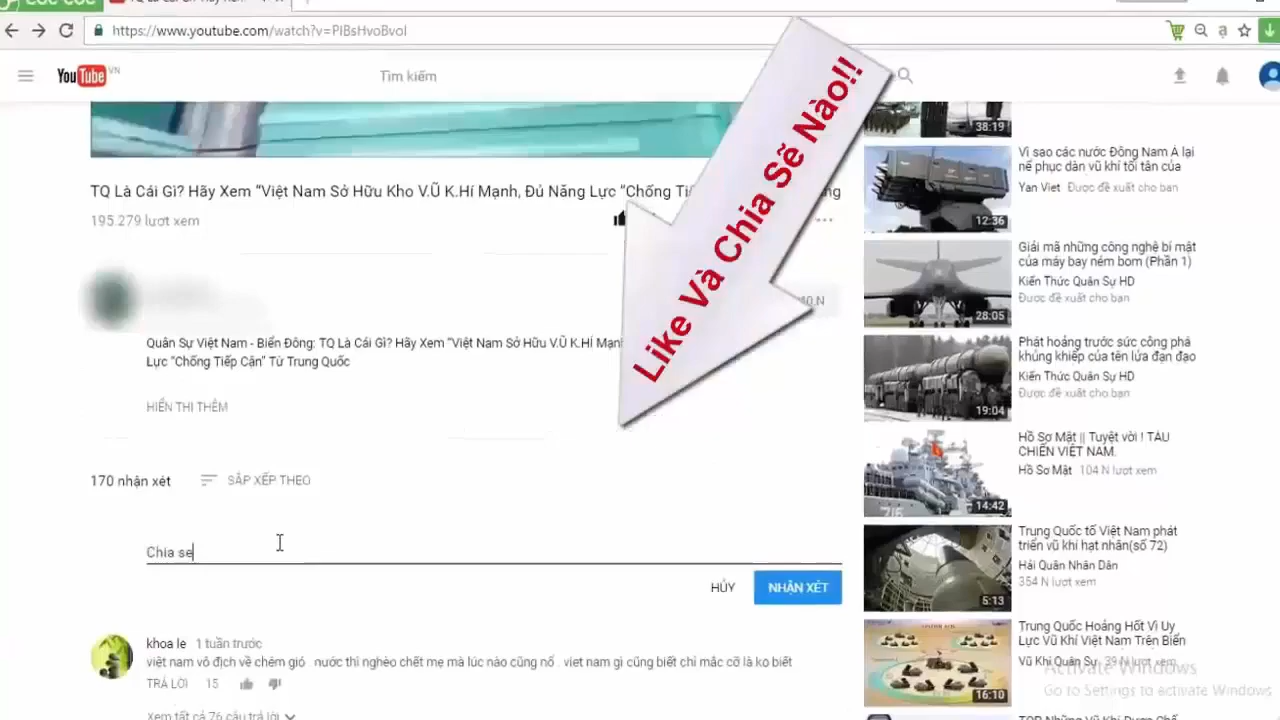 https://www.youtube.com/watch?v=PIBsHvoBvoI
YouTube VN
Tìm kiếm
Like Và Chia Sẽ Nào!!
TQ Là Cái Gì? Hãy Xem “Việt Nam Sở Hữu Kho V.Ũ K.Hí Mạnh, Đủ Năng Lực “Chống
195.279 lượt xem
Quân Sự Việt Nam - Biển Đông: TQ Là Cái Gì? Hãy Xem “Việt Nam Sở Hữu V.Ũ K.Hí
Lực “Chống Tiếp Cận” Từ Trung Quốc
HIỂN THỊ THÊM
170 nhận xét
SẮP XẾP THEO
Chia se
HỦY
NHẬN XÉT
khoa le 1 tuần trước
việt nam vô địch về chém gió nước thì nghèo chết mẹ mà lúc nào cũng nổ . viet nam gì cũng biết chỉ mắc cỡ là ko biết
TRẢ LỜI 15
Xem tất cả 76 câu trả lời
38:19
Vì sao các nước Đông Nam Á lại
nể phục dàn vũ khí tối tân của
Yan Viet Được đề xuất cho bạn
12:36
Giải mã những công nghệ bí mật
của máy bay ném bom (Phần 1)
Kiến Thức Quân Sự HD
Được đề xuất cho bạn
28:05
Phát hoảng trước sức công phá
khủng khiếp của tên lửa đạn đạo
Kiến Thức Quân Sự HD
Được đề xuất cho bạn
19:04
Hồ Sơ Mật || Tuyệt vời ! TÀU
CHIẾN VIỆT NAM.
Hồ Sơ Mật 104 N lượt xem
14:42
Trung Quốc tố Việt Nam phát
triển vũ khí hạt nhân(số 72)
Hải Quân Nhân Dân
354 N lượt xem
5:13
Trung Quốc Hoảng Hốt Vì Uy
Lực Vũ Khí Việt Nam Trên Biển
Vũ Khí Quân Sự 39 N lượt xem
16:10
Activate Windows
Go to Settings to activate Windows.